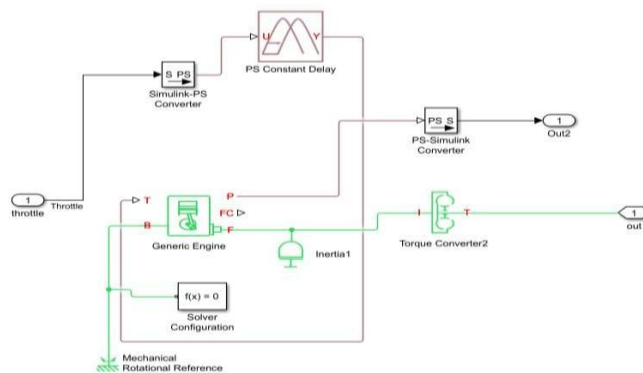 U Y
PS Constant Delay
S PS
Simulink-PS
Converter
PS S
PS-Simulink
Converter
1
Out2
1
throttle
Throttle
T
P
FC
B
F
Generic Engine
Inertia1
I T
Torque Converter2
1
out
f(x) = 0
Solver
Configuration
Mechanical
Rotational Reference